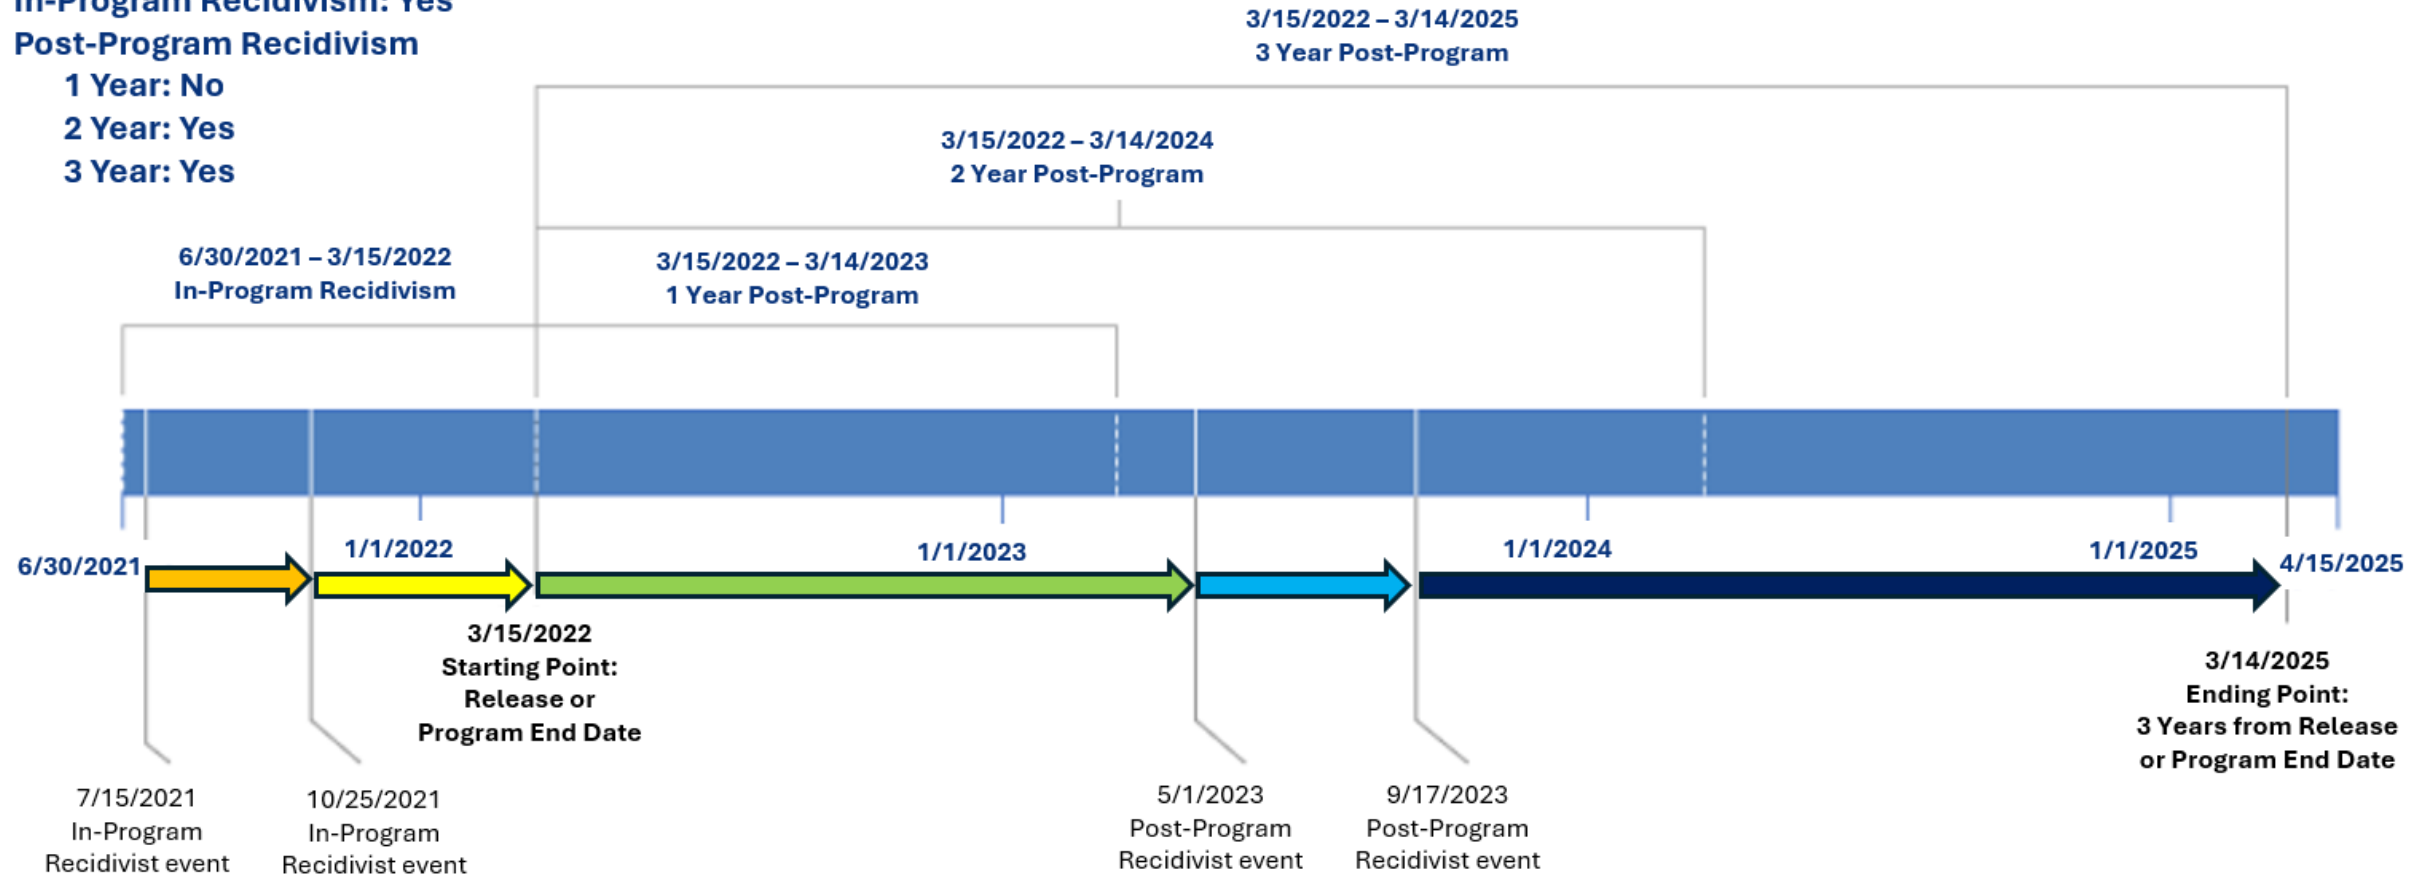 In-Program Recidivism: Yes
Post-Program Recidivism
1 Year: No
2 Year: Yes
3 Year: Yes
3/15/2022 – 3/14/2025
3 Year Post-Program
3/15/2022 – 3/14/2024
2 Year Post-Program
6/30/2021 – 3/15/2022
In-Program Recidivism
3/15/2022 – 3/14/2023
1 Year Post-Program
6/30/2021
1/1/2022
1/1/2023
1/1/2024
1/1/2025
4/15/2025
3/15/2022
Starting Point:
Release or
Program End Date
3/14/2025
Ending Point:
3 Years from Release
or Program End Date
7/15/2021
In-Program
Recidivist event
10/25/2021
In-Program
Recidivist event
5/1/2023
Post-Program
Recidivist event
9/17/2023
Post-Program
Recidivist event